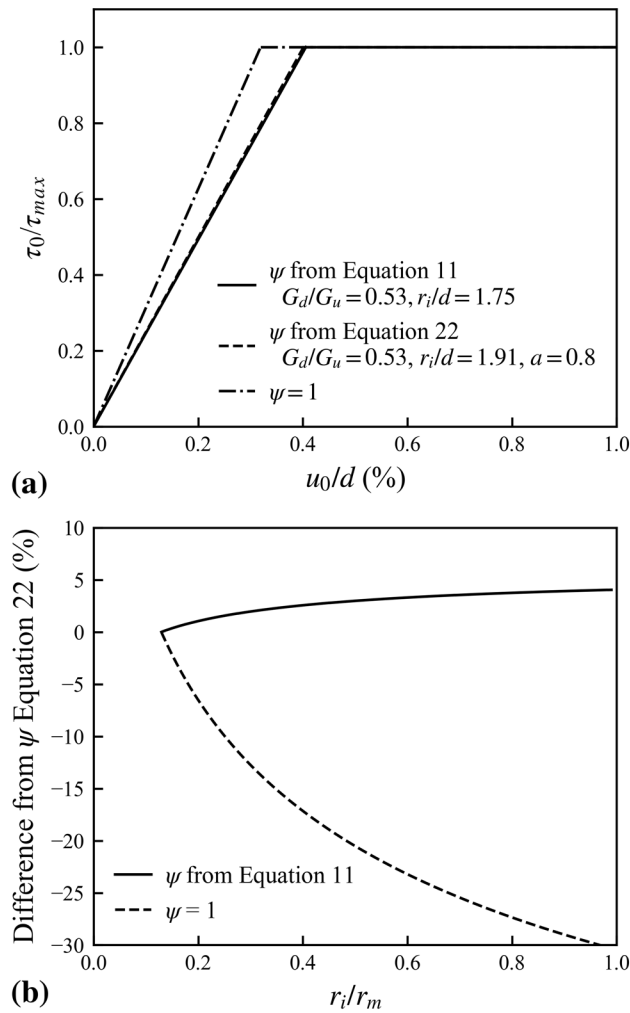 1.0
0.8
0.6
0.4
0.2
0.0
τ0/τmax
ψ from Equation 11
Gd/Gu = 0.53, ri/d = 1.75
ψ from Equation 22
Gd/Gu = 0.53, ri/d = 1.91, a = 0.8
ψ = 1
0.0 0.2 0.4 0.6 0.8 1.0
(a) u0/d (%)
10
5
0
−5
−10
−15
−20
−25
−30
Difference from ψ Equation 22 (%)
ψ from Equation 11
ψ = 1
0.0 0.2 0.4 0.6 0.8 1.0
(b) ri/rm